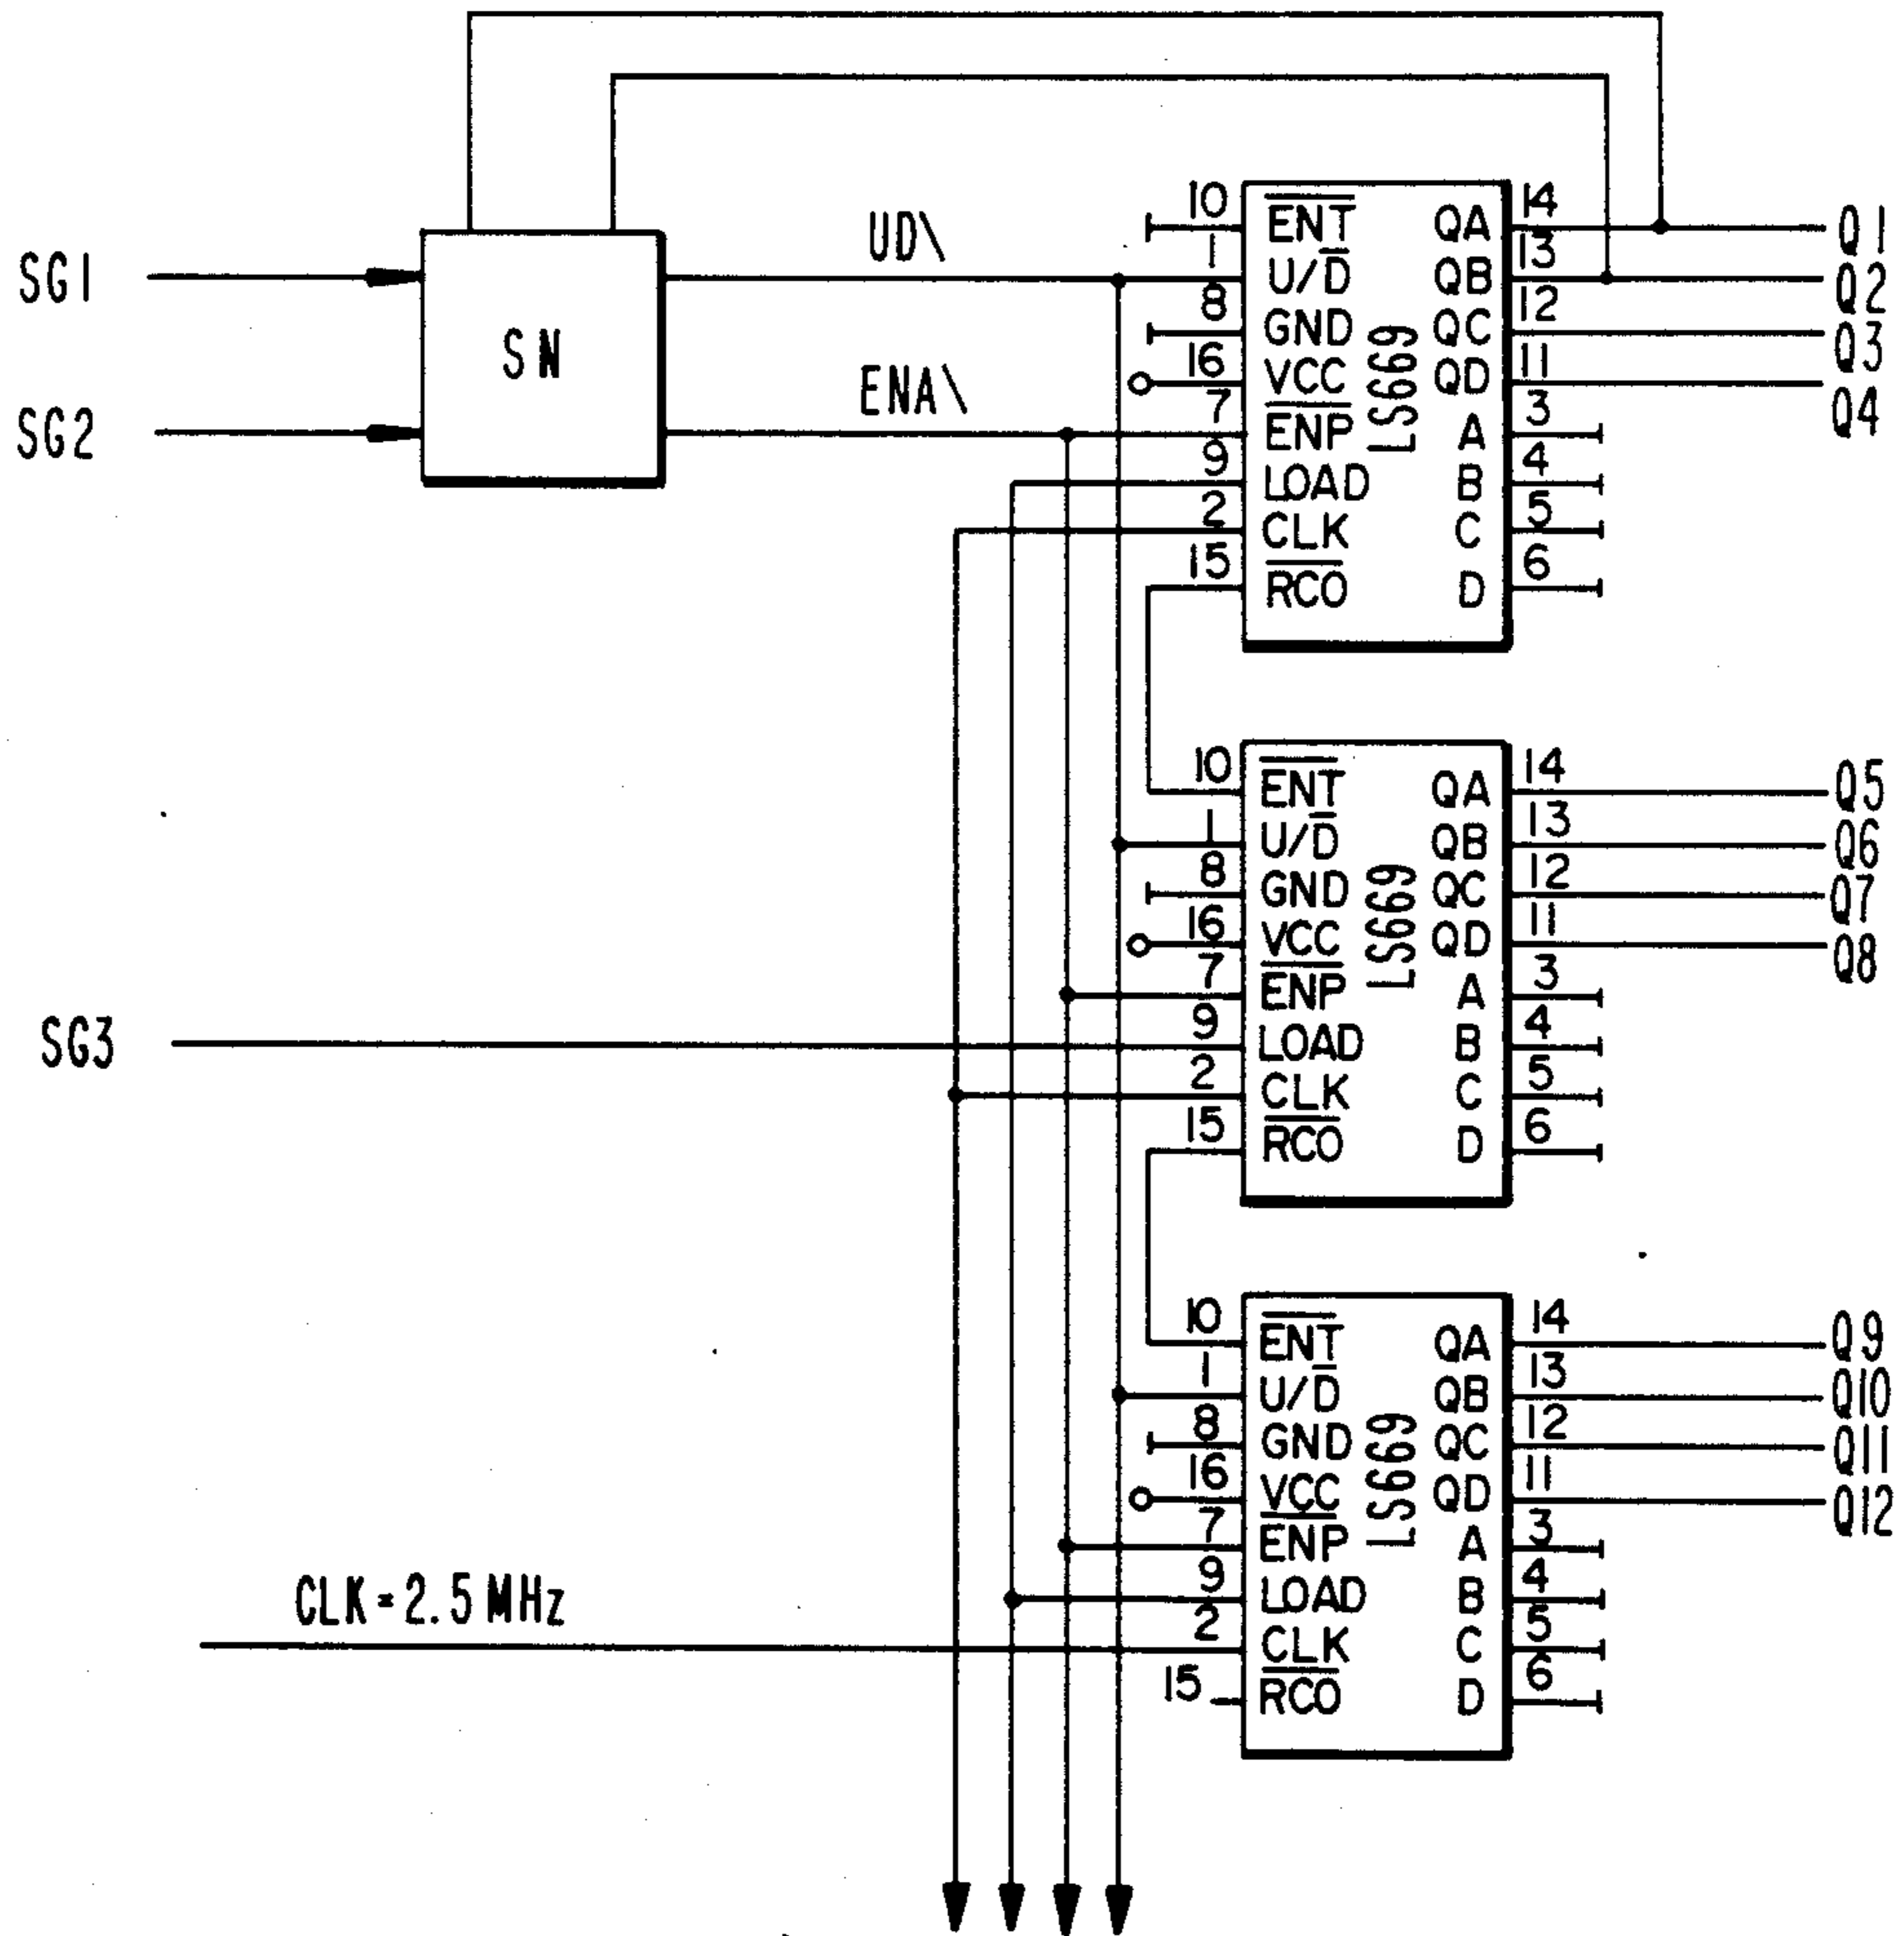 SG1
SG2
SW
UD\
ENA\
10 ENT QA 14 Q1
1 U/D QB 13 Q2
8 GND QC 12 Q3
16 VCC QD 11 Q4
7 ENP A 3
9 LOAD B 4
2 CLK C 5
15 RCO D 6
LS669
SG3
10 ENT QA 14 Q5
1 U/D QB 13 Q6
8 GND QC 12 Q7
16 VCC QD 11 Q8
7 ENP A 3
9 LOAD B 4
2 CLK C 5
15 RCO D 6
LS669
CLK=2.5 MHz
10 ENT QA 14 Q9
1 U/D QB 13 Q10
8 GND QC 12 Q11
16 VCC QD 11 Q12
7 ENP A 3
9 LOAD B 4
2 CLK C 5
15 RCO D 6
LS669